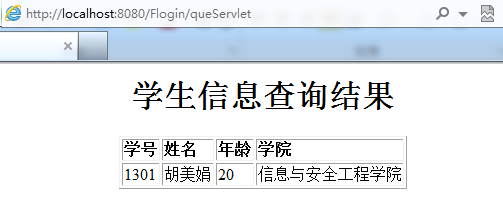 http://localhost:8080/Flogin/queServlet
学生信息查询结果
学号 姓名 年龄 学院
1301 胡美娟 20 信息与安全工程学院